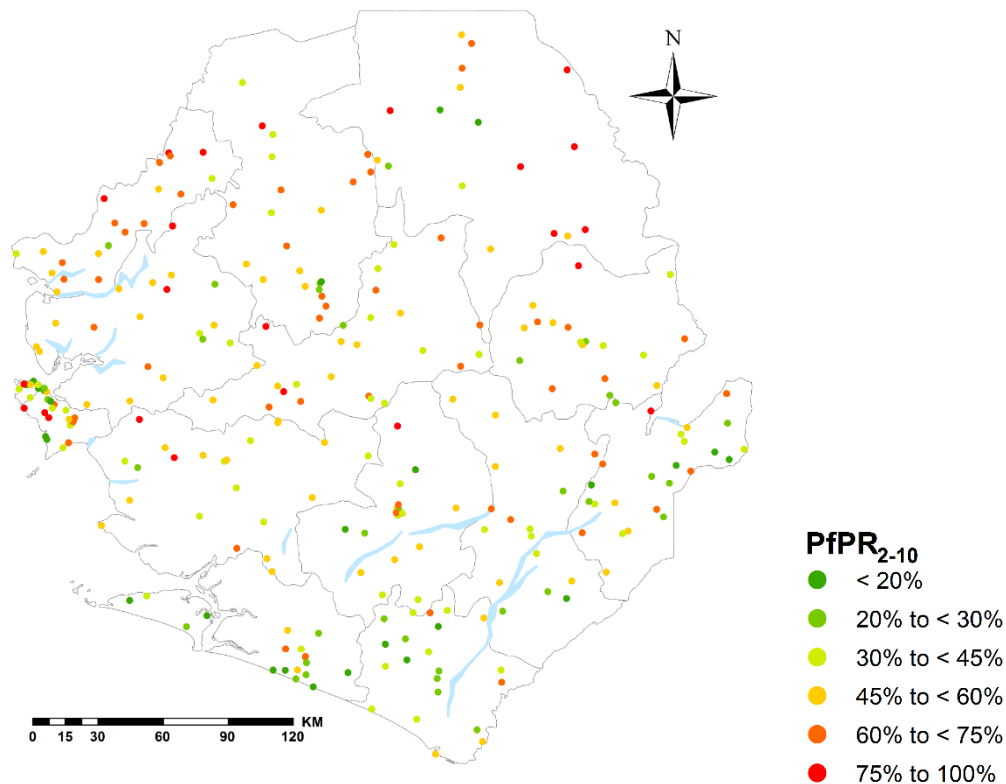 N
PfPR2-10
< 20%
20% to < 30%
30% to < 45%
45% to < 60%
60% to < 75%
75% to 100%
KM
0 15 30 60 90 120